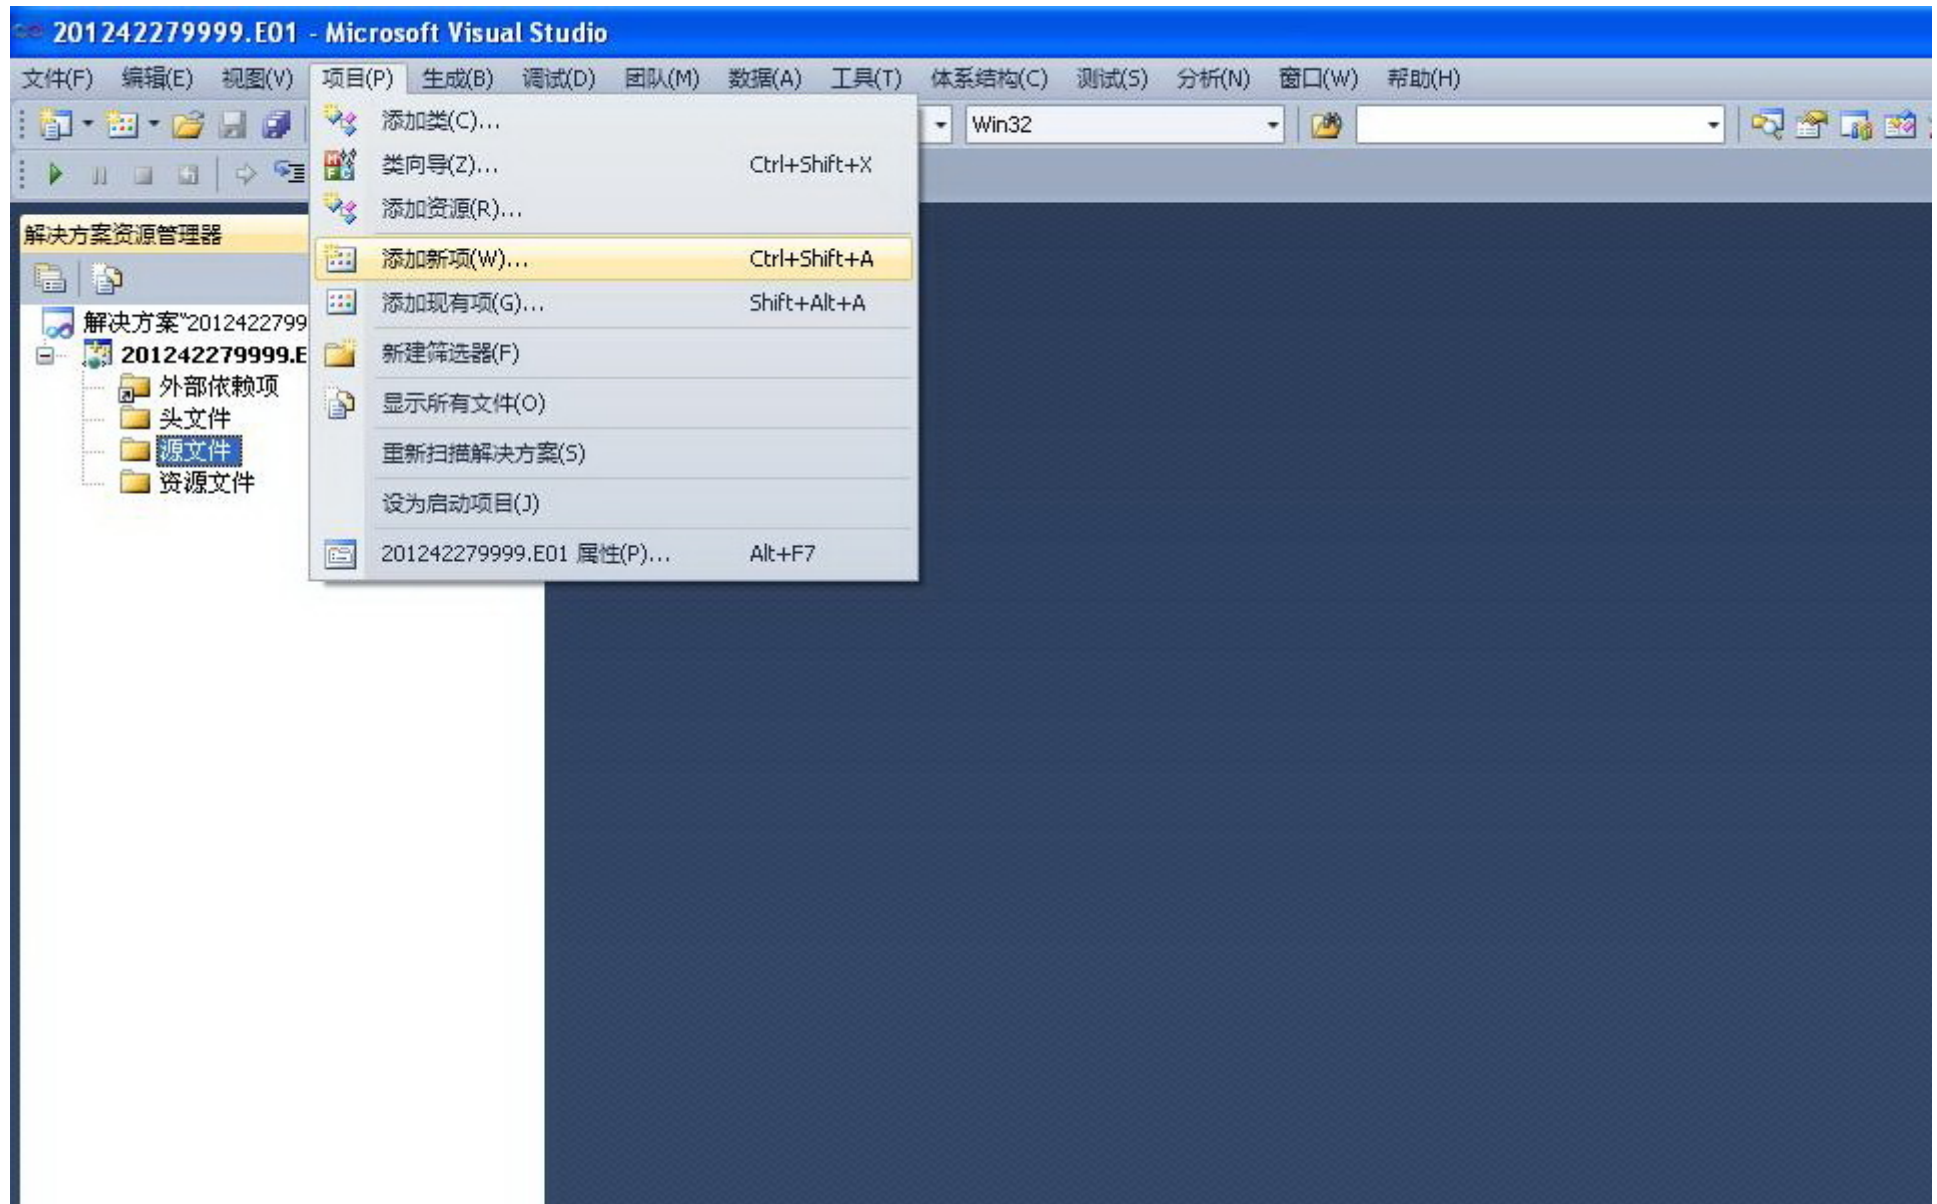 201242279999.E01 - Microsoft Visual Studio
文件(F) 编辑(E) 视图(V) 项目(P) 生成(B) 调试(D) 团队(M) 数据(A) 工具(T) 体系结构(C) 测试(S) 分析(N) 窗口(W) 帮助(H)
Win32
添加类(C)...
类向导(Z)... Ctrl+Shift+X
添加资源(R)...
添加新项(W)... Ctrl+Shift+A
添加现有项(G)... Shift+Alt+A
新建筛选器(F)
显示所有文件(O)
重新扫描解决方案(S)
设为启动项目(J)
201242279999.E01 属性(P)... Alt+F7
解决方案资源管理器
解决方案"2012422799
201242279999.E
外部依赖项
头文件
源文件
资源文件